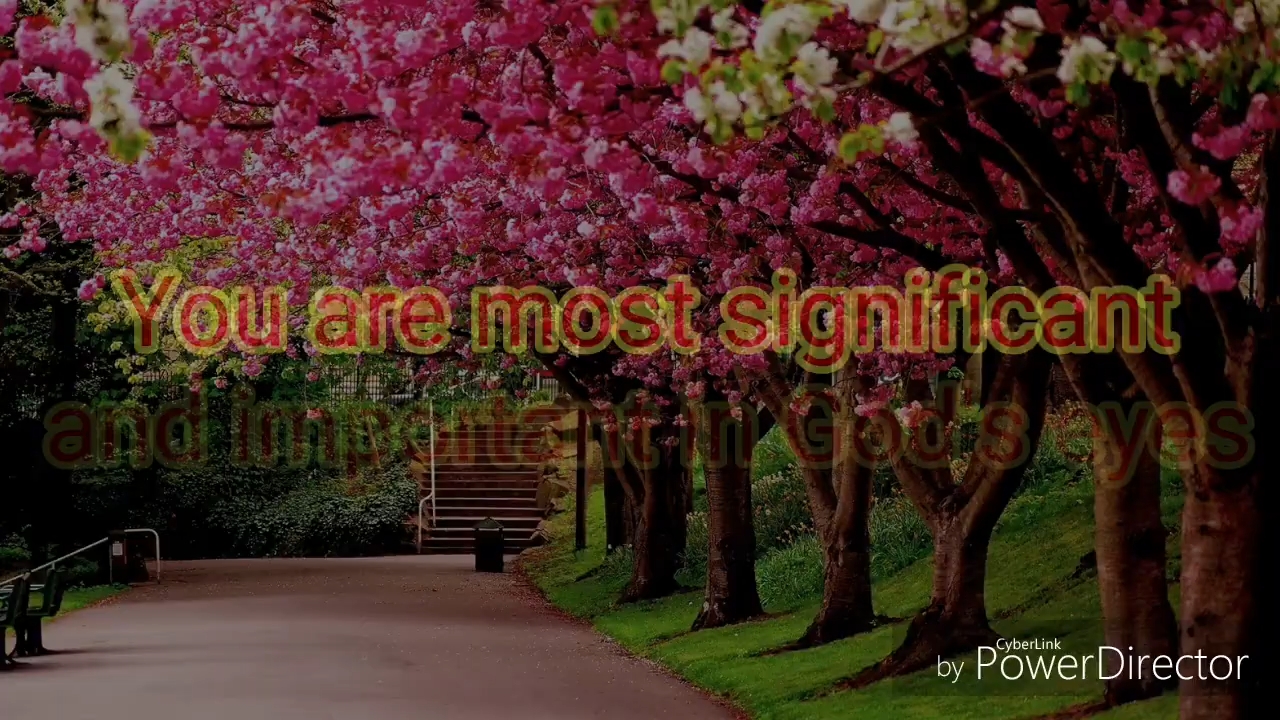 You are most significant
and important in God's eyes
CyberLink
by PowerDirector